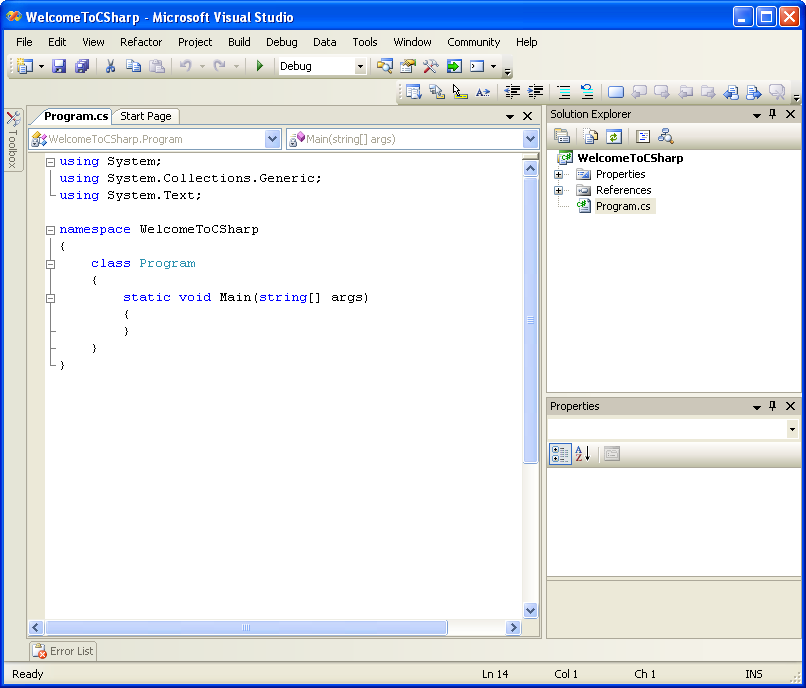 WelcomeToCSharp - Microsoft Visual Studio
File Edit View Refactor Project Build Debug Data Tools Window Community Help
Debug
Toolbox
Program.cs Start Page
WelcomeToCSharp.Program Main(string[] args)
using System;
using System.Collections.Generic;
using System.Text;
namespace WelcomeToCSharp
{
class Program
{
static void Main(string[] args)
{
}
}
}
Solution Explorer
WelcomeToCSharp
Properties
References
Program.cs
Properties
Error List
Ready Ln 14 Col 1 Ch 1 INS